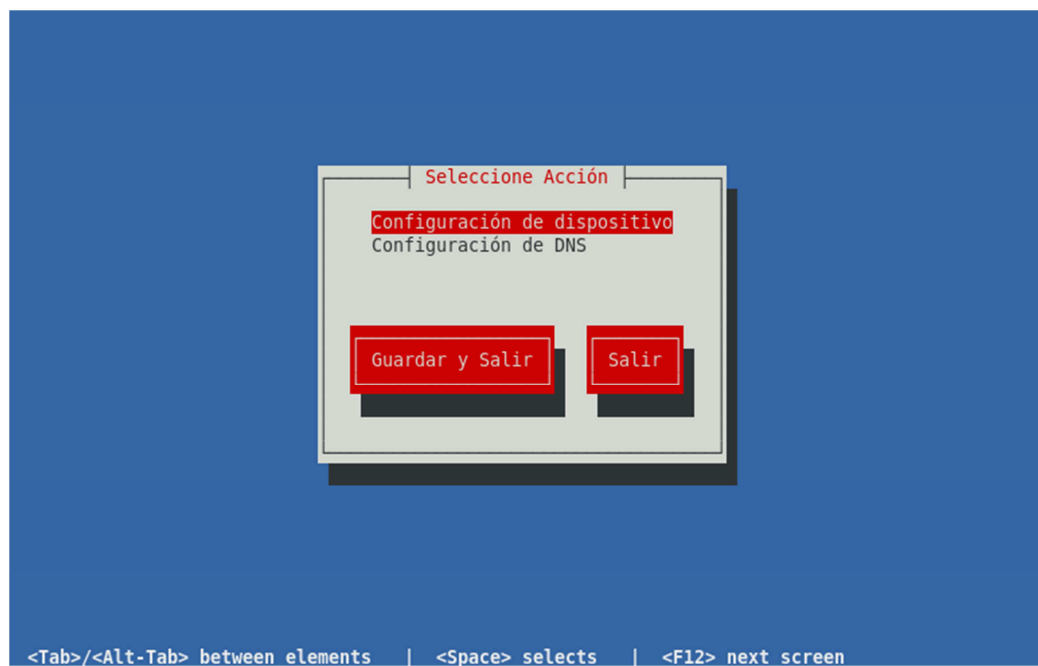 Seleccione Acción
Configuración de dispositivo
Configuración de DNS
Guardar y Salir Salir
<Tab>/<Alt-Tab> between elements | <Space> selects | <F12> next screen